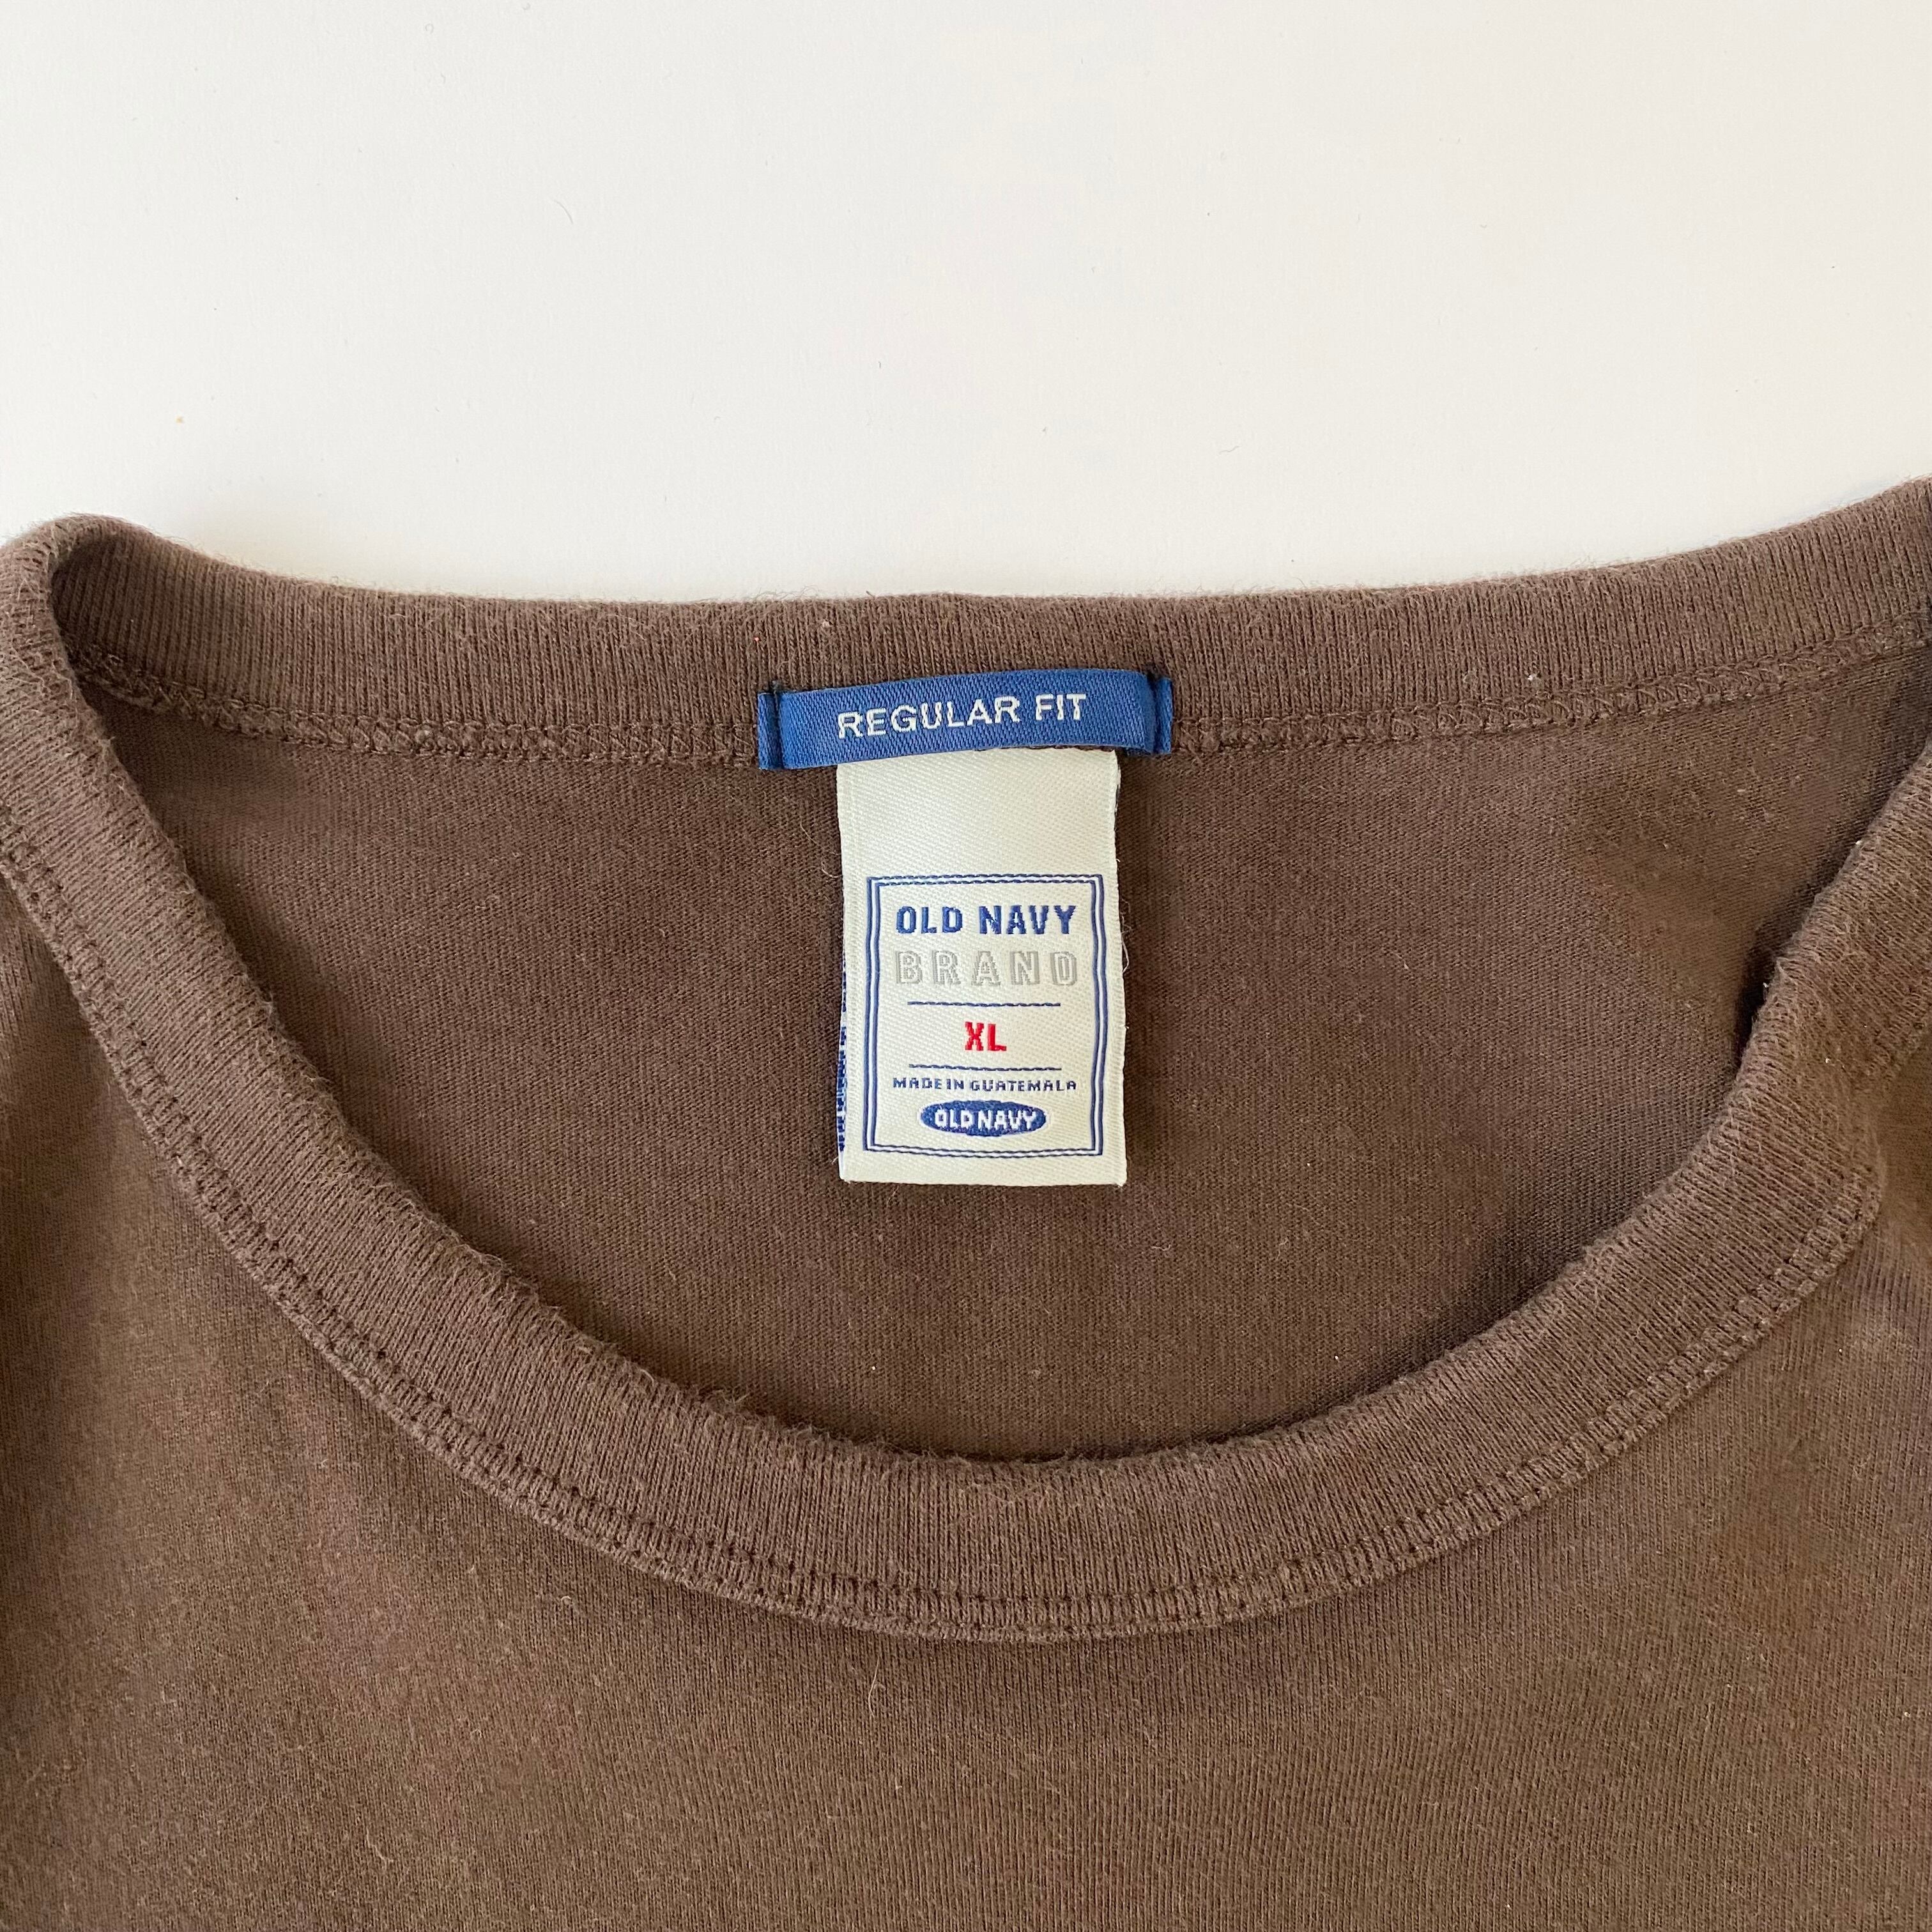 REGULAR FIT
OLD NAVY
BRAND
XL
MADE IN GUATEMALA
OLD NAVY